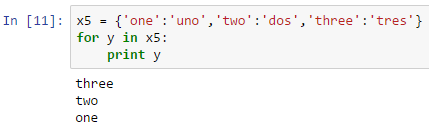 In [11]: x5 = {'one':'uno','two':'dos','three':'tres'}
for y in x5:
    print y
three
two
one